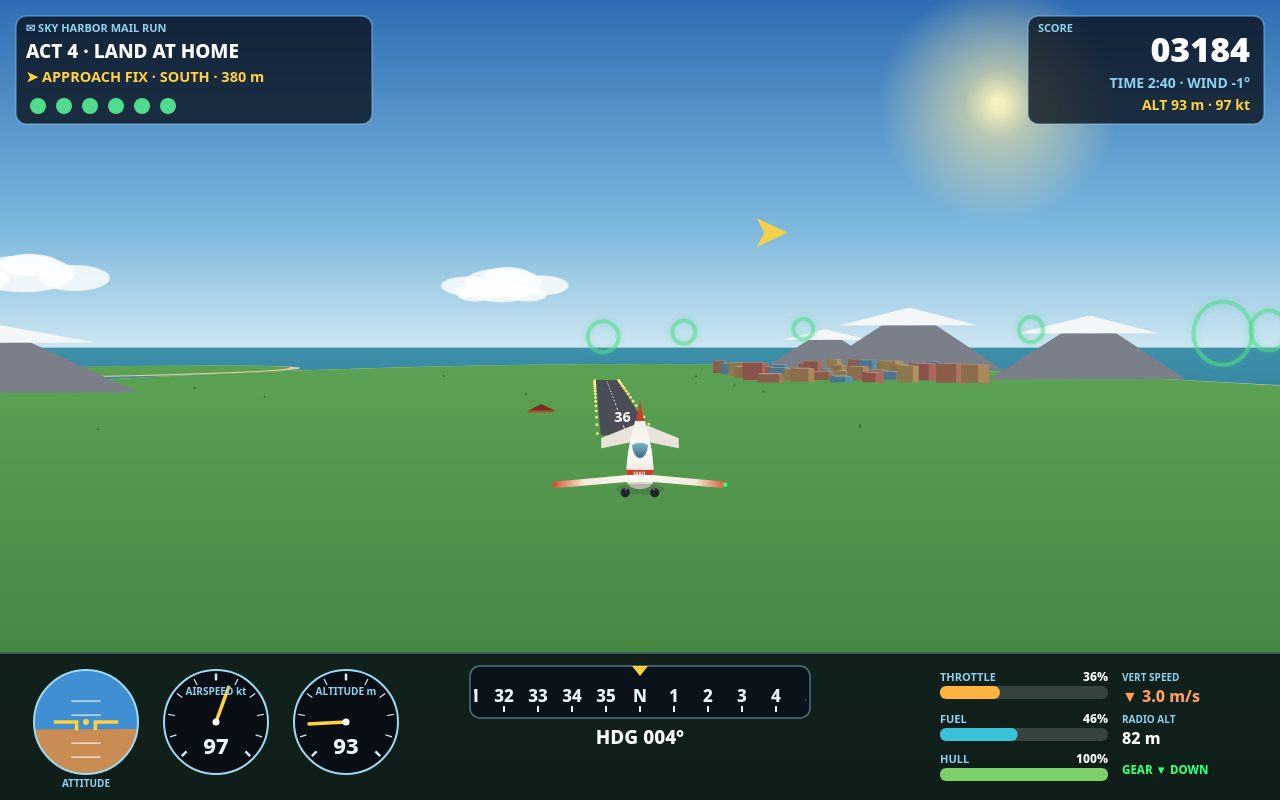 ✉ SKY HARBOR MAIL RUN
ACT 4 · LAND AT HOME
➤ APPROACH FIX · SOUTH · 380 m
SCORE
03184
TIME 2:40 · WIND -1°
ALT 93 m · 97 kt
36
MAIL
ATTITUDE
AIRSPEED kt
97
ALTITUDE m
93
32 33 34 35 N 1 2 3 4
HDG 004°
THROTTLE 36%
FUEL 46%
HULL 100%
VERT SPEED
▼ 3.0 m/s
RADIO ALT
82 m
GEAR ▼ DOWN